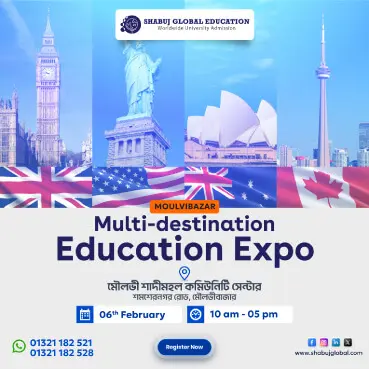 SHABUJ GLOBAL EDUCATION
Worldwide University Admission
MOULVIBAZAR
Multi-destination
Education Expo
মৌলভী শাদীমহল কমিউনিটি সেন্টার
শমশেরনগর রোড, মৌলভীবাজার
06th February
10 am - 05 pm
01321 182 521
01321 182 528
Register Now
www.shabujglobal.com